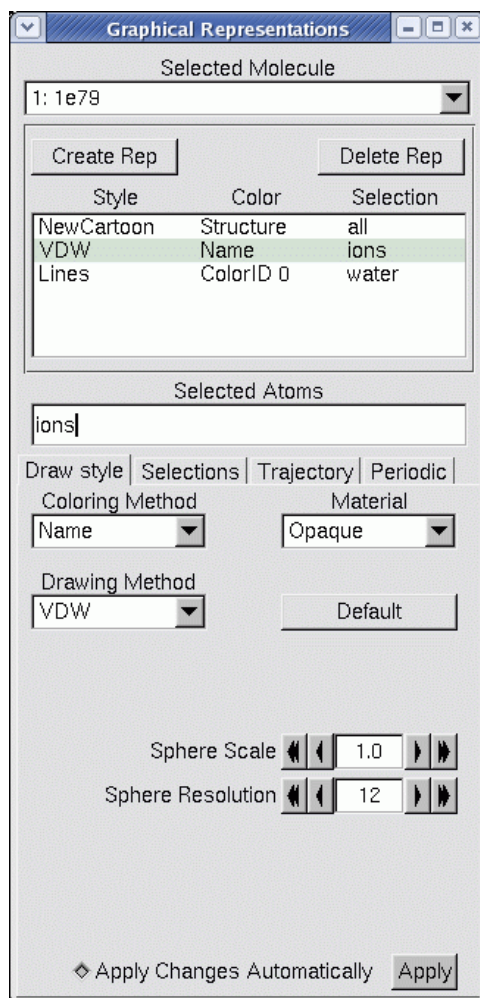 Graphical Representations
Selected Molecule
1: 1e79
Create Rep Delete Rep
Style Color Selection
NewCartoon Structure all
VDW Name ions
Lines ColorID 0 water
Selected Atoms
ions
Draw style Selections Trajectory Periodic
Coloring Method Material
Name Opaque
Drawing Method
VDW Default
Sphere Scale 1.0
Sphere Resolution 12
Apply Changes Automatically Apply